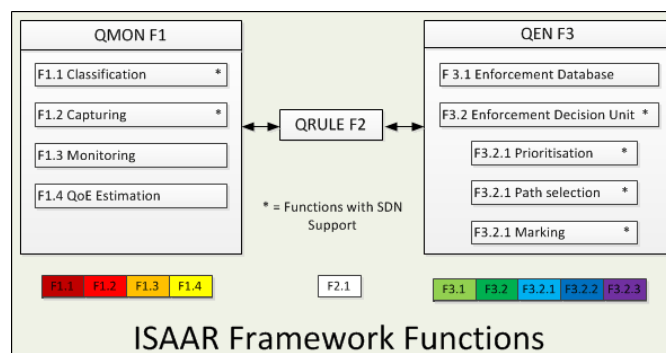 QMON F1
F1.1 Classification *
F1.2 Capturing *
F1.3 Monitoring
F1.4 QoE Estimation
QRULE F2
* = Functions with SDN
Support
QEN F3
F 3.1 Enforcement Database
F3.2 Enforcement Decision Unit *
F3.2.1 Prioritisation *
F3.2.1 Path selection *
F3.2.1 Marking *
F1.1 F1.2 F1.3 F1.4
F2.1
F3.1 F3.2 F3.2.1 F3.2.2 F3.2.3
ISAAR Framework Functions